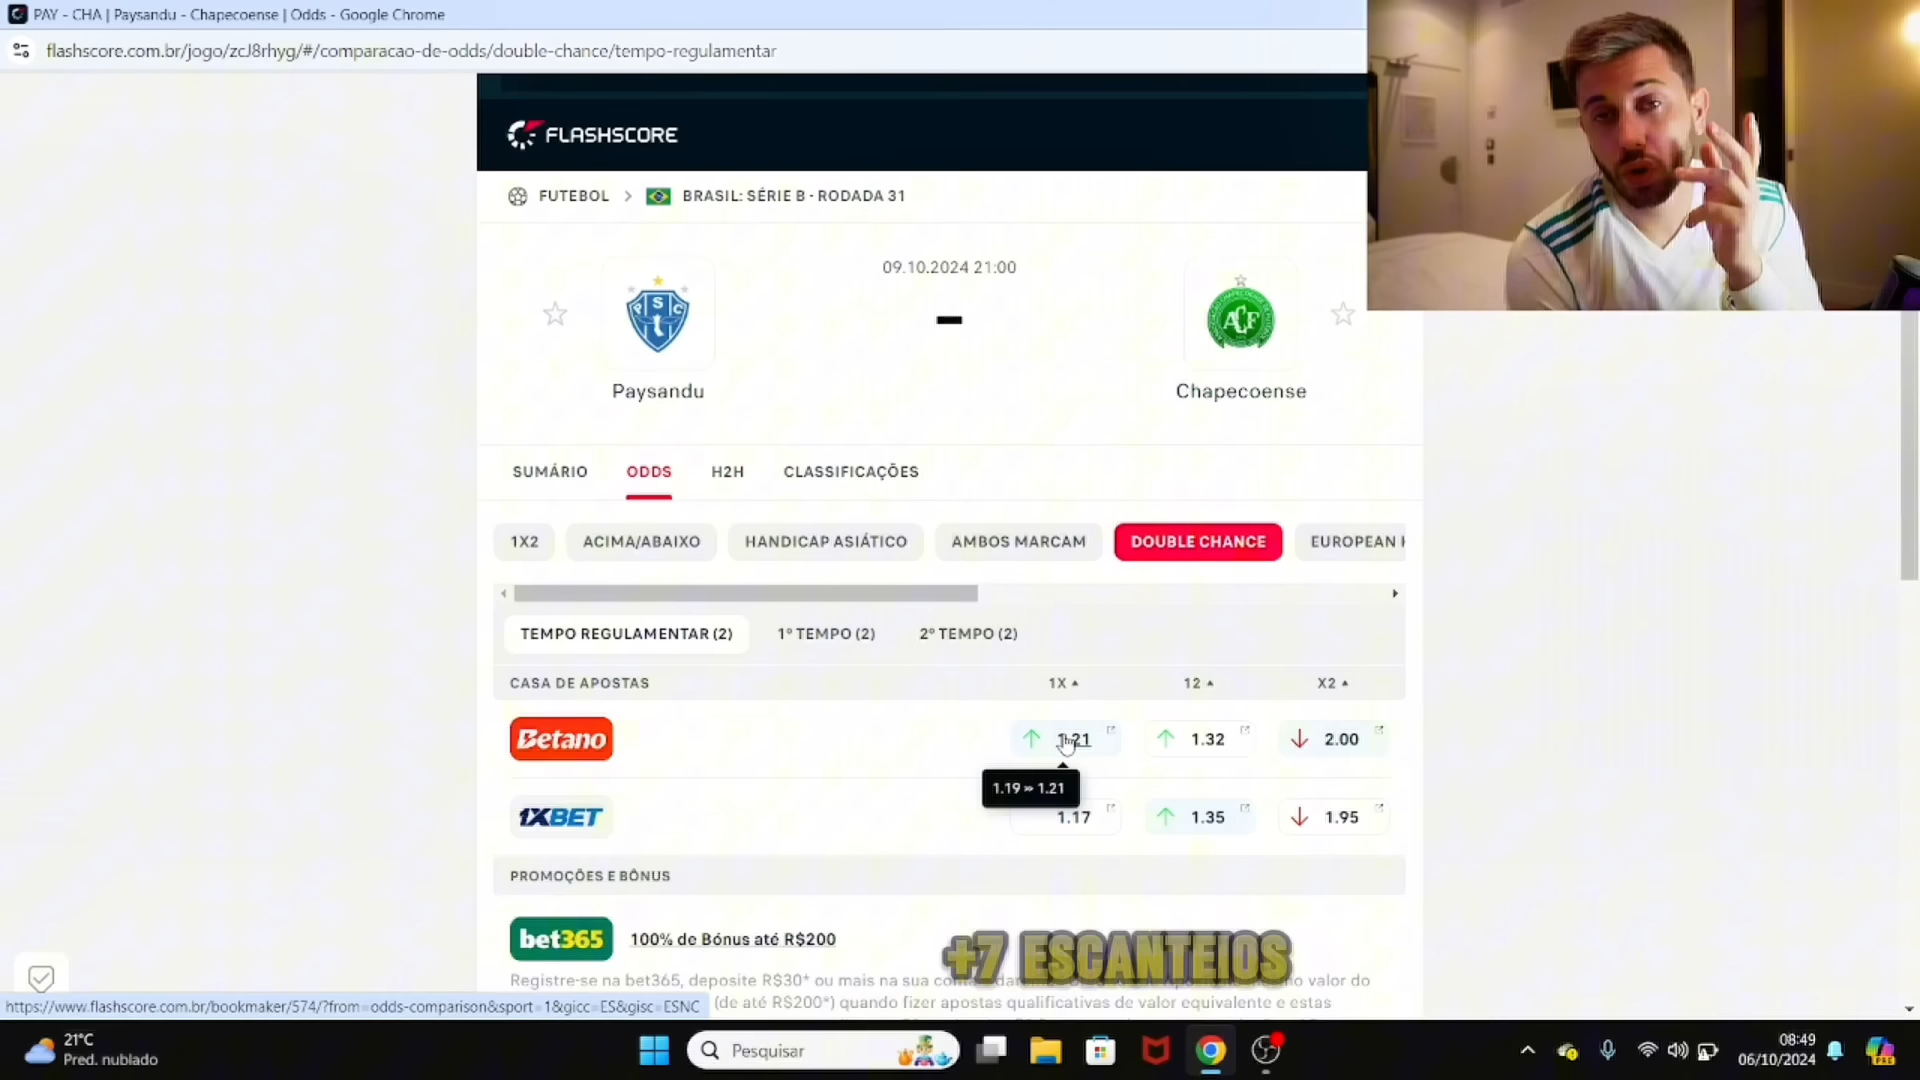 PAY - CHA | Paysandu - Chapecoense | Odds - Google Chrome
flashscore.com.br/jogo/zcJ8rhyg/#/comparacao-de-odds/double-chance/tempo-regulamentar
FLASHSCORE
FUTEBOL > BRASIL: SÉRIE B - RODADA 31
09.10.2024 21:00
-
Paysandu
Chapecoense
SUMÁRIO ODDS H2H CLASSIFICAÇÕES
1X2 ACIMA/ABAIXO HANDICAP ASIÁTICO AMBOS MARCAM DOUBLE CHANCE EUROPEAN
TEMPO REGULAMENTAR (2) 1º TEMPO (2) 2º TEMPO (2)
CASA DE APOSTAS 1X 12 X2
Betano 1.21 1.32 2.00
1.19 » 1.21
1XBET 1.17 1.35 1.95
PROMOÇÕES E BÔNUS
bet365 100% de Bônus até R$200
+7 ESCANTEIOS
Registre-se na bet365, deposite R$30* ou mais na sua valor do
(de até R$200*) quando fizer apostas qualificativas de valor equivalente e estas
https://www.flashscore.com.br/bookmaker/574/?from=odds-comparison&sport=1&gicc=ES&gisc=ESNC
21°C
Pred. nublado
Pesquisar
08:49
06/10/2024